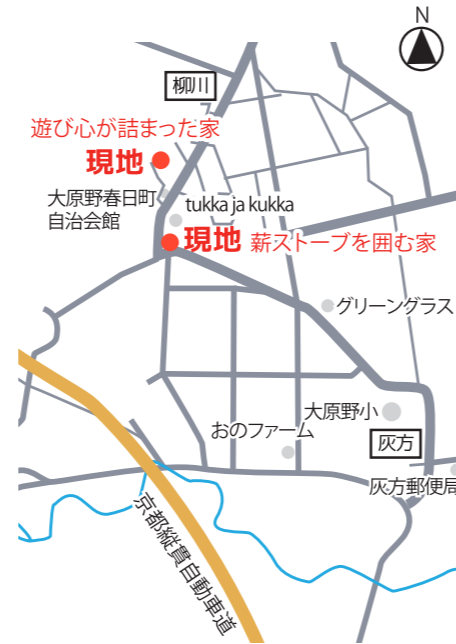 N
柳川
遊び心が詰まった家
現地
大原野春日町
自治会館
tukka ja kukka
現地 薪ストーブを囲む家
グリーングラス
大原野小
おのファーム
灰方
灰方郵便局
京都縦貫自動車道